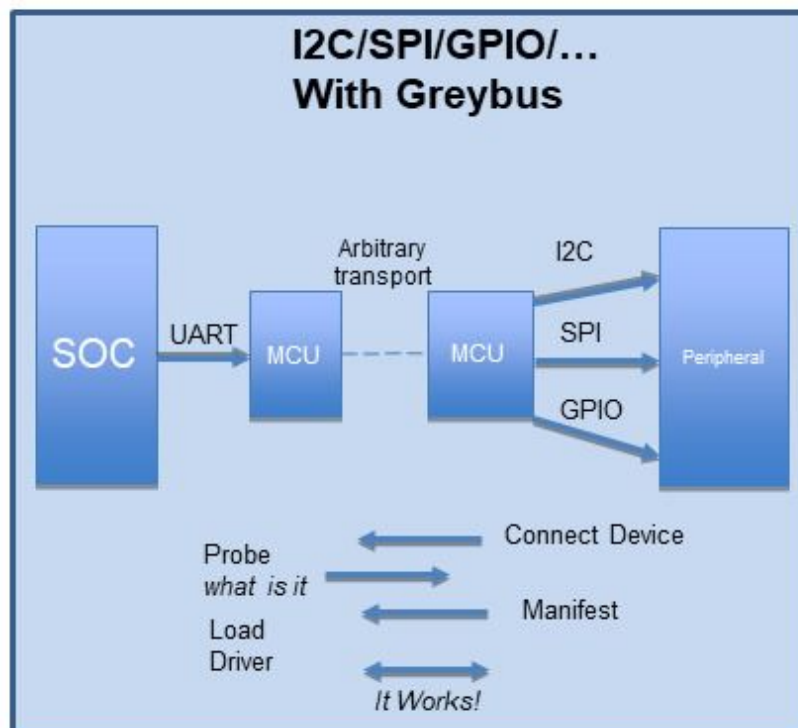 I2C/SPI/GPIO/…
With Greybus
Arbitrary
transport
I2C
SOC
UART
MCU
MCU
SPI
Peripheral
GPIO
Connect Device
Probe
what is it
Manifest
Load
Driver
It Works!